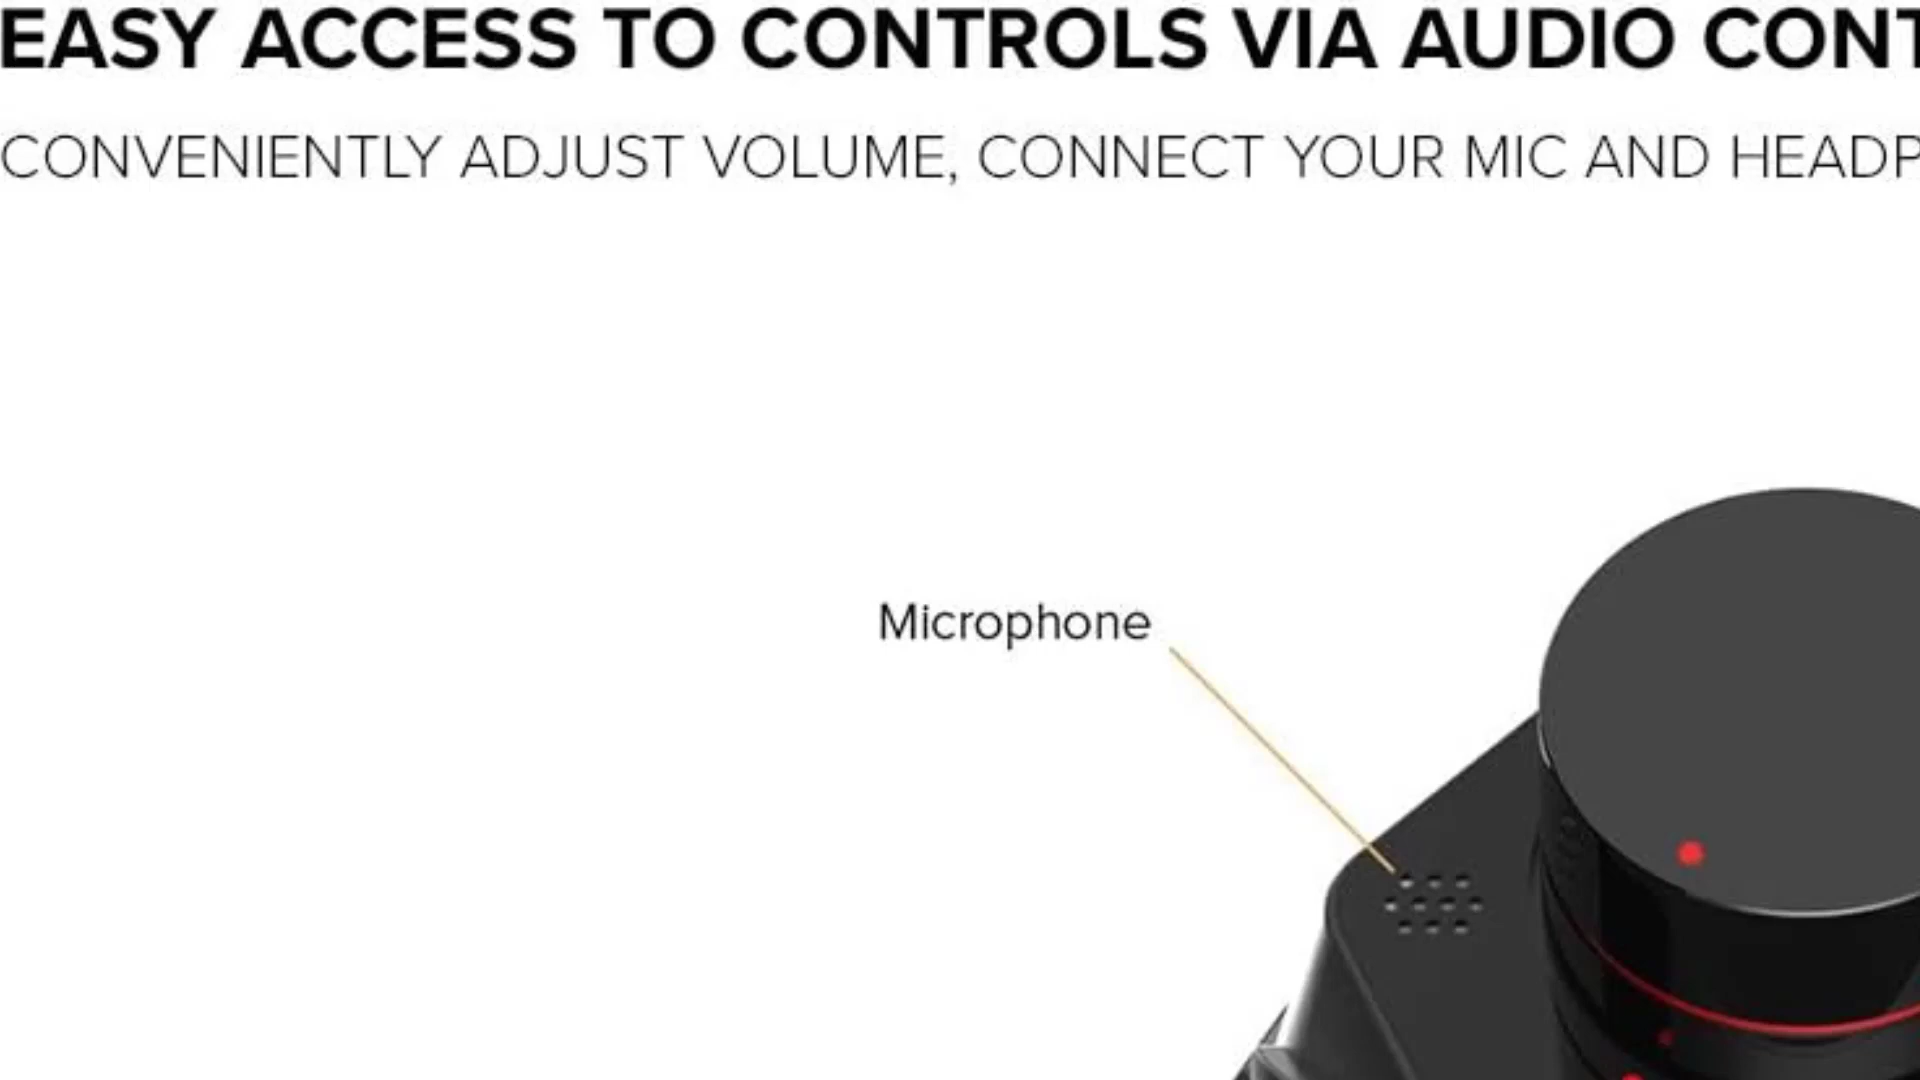 EASY ACCESS TO CONTROLS VIA AUDIO CONT
CONVENIENTLY ADJUST VOLUME, CONNECT YOUR MIC AND HEADP
Microphone